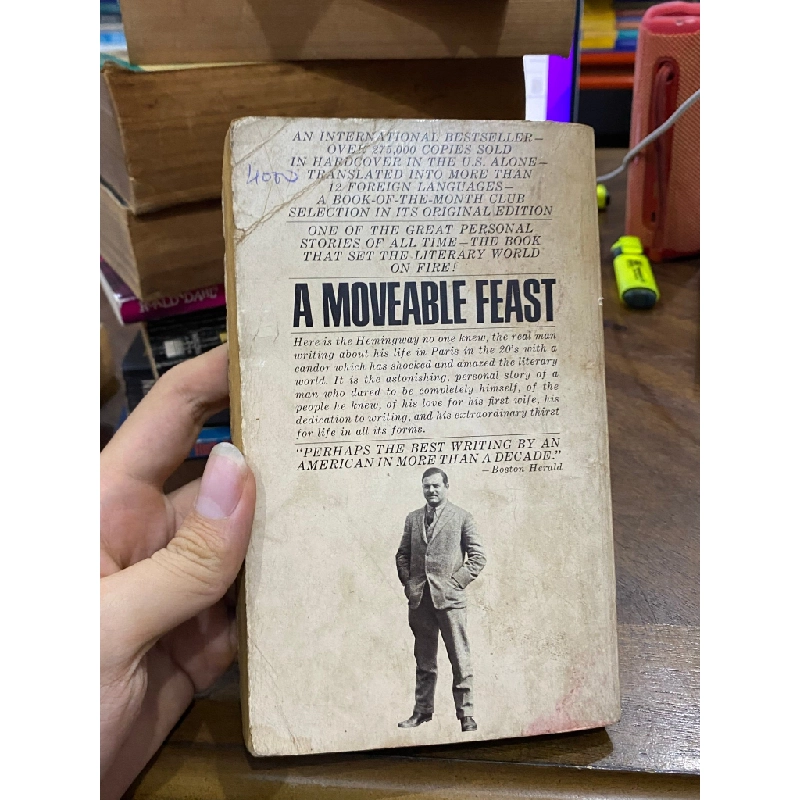 AN INTERNATIONAL BESTSELLER—
OVER 275,000 COPIES SOLD
IN HARDCOVER IN THE U.S. ALONE—
TRANSLATED INTO MORE THAN
12 FOREIGN LANGUAGES—
A BOOK-OF-THE-MONTH CLUB
SELECTION IN ITS ORIGINAL EDITION
ONE OF THE GREAT PERSONAL
STORIES OF ALL TIME—THE BOOK
THAT SET THE LITERARY WORLD
ON FIRE!
A MOVEABLE FEAST
Here is the Hemingway no one knew, the real man
writing about his life in Paris in the 20's with a
candor which has shocked and amazed the literary
world. It is the astonishing, personal story of a
man who dared to be completely himself, of the
people he knew, of his love for his first wife, his
dedication to writing, and his extraordinary thirst
for life in all its forms.
"PERHAPS THE BEST WRITING BY AN
AMERICAN IN MORE THAN A DECADE."
—Boston Herald
ROALD DAHL